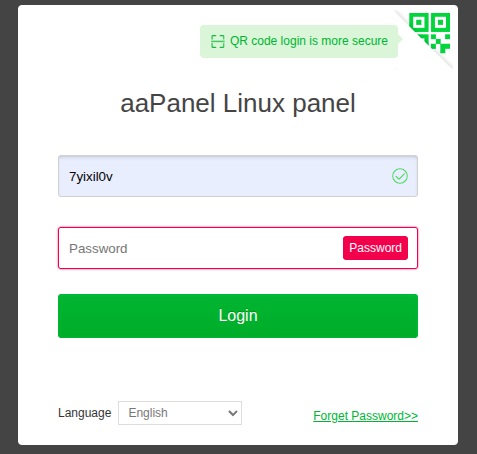 QR code login is more secure
aaPanel Linux panel
7yixil0v
Password Password
Login
Language English Forget Password>>